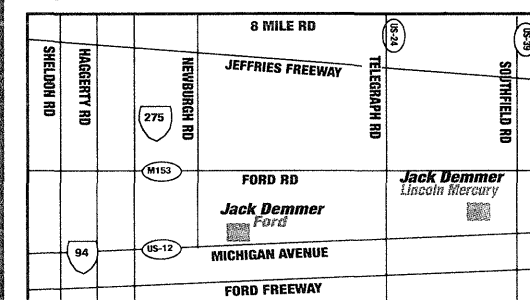 8 MILE RD
US-24
US-39
JEFFRIES FREEWAY
SHELDON RD
HAGGERTY RD
NEWBURGH RD
TELEGRAPH RD
SOUTHFIELD RD
275
M153
FORD RD
Jack Demmer
Lincoln Mercury
Jack Demmer
Ford
94
US-12
MICHIGAN AVENUE
FORD FREEWAY